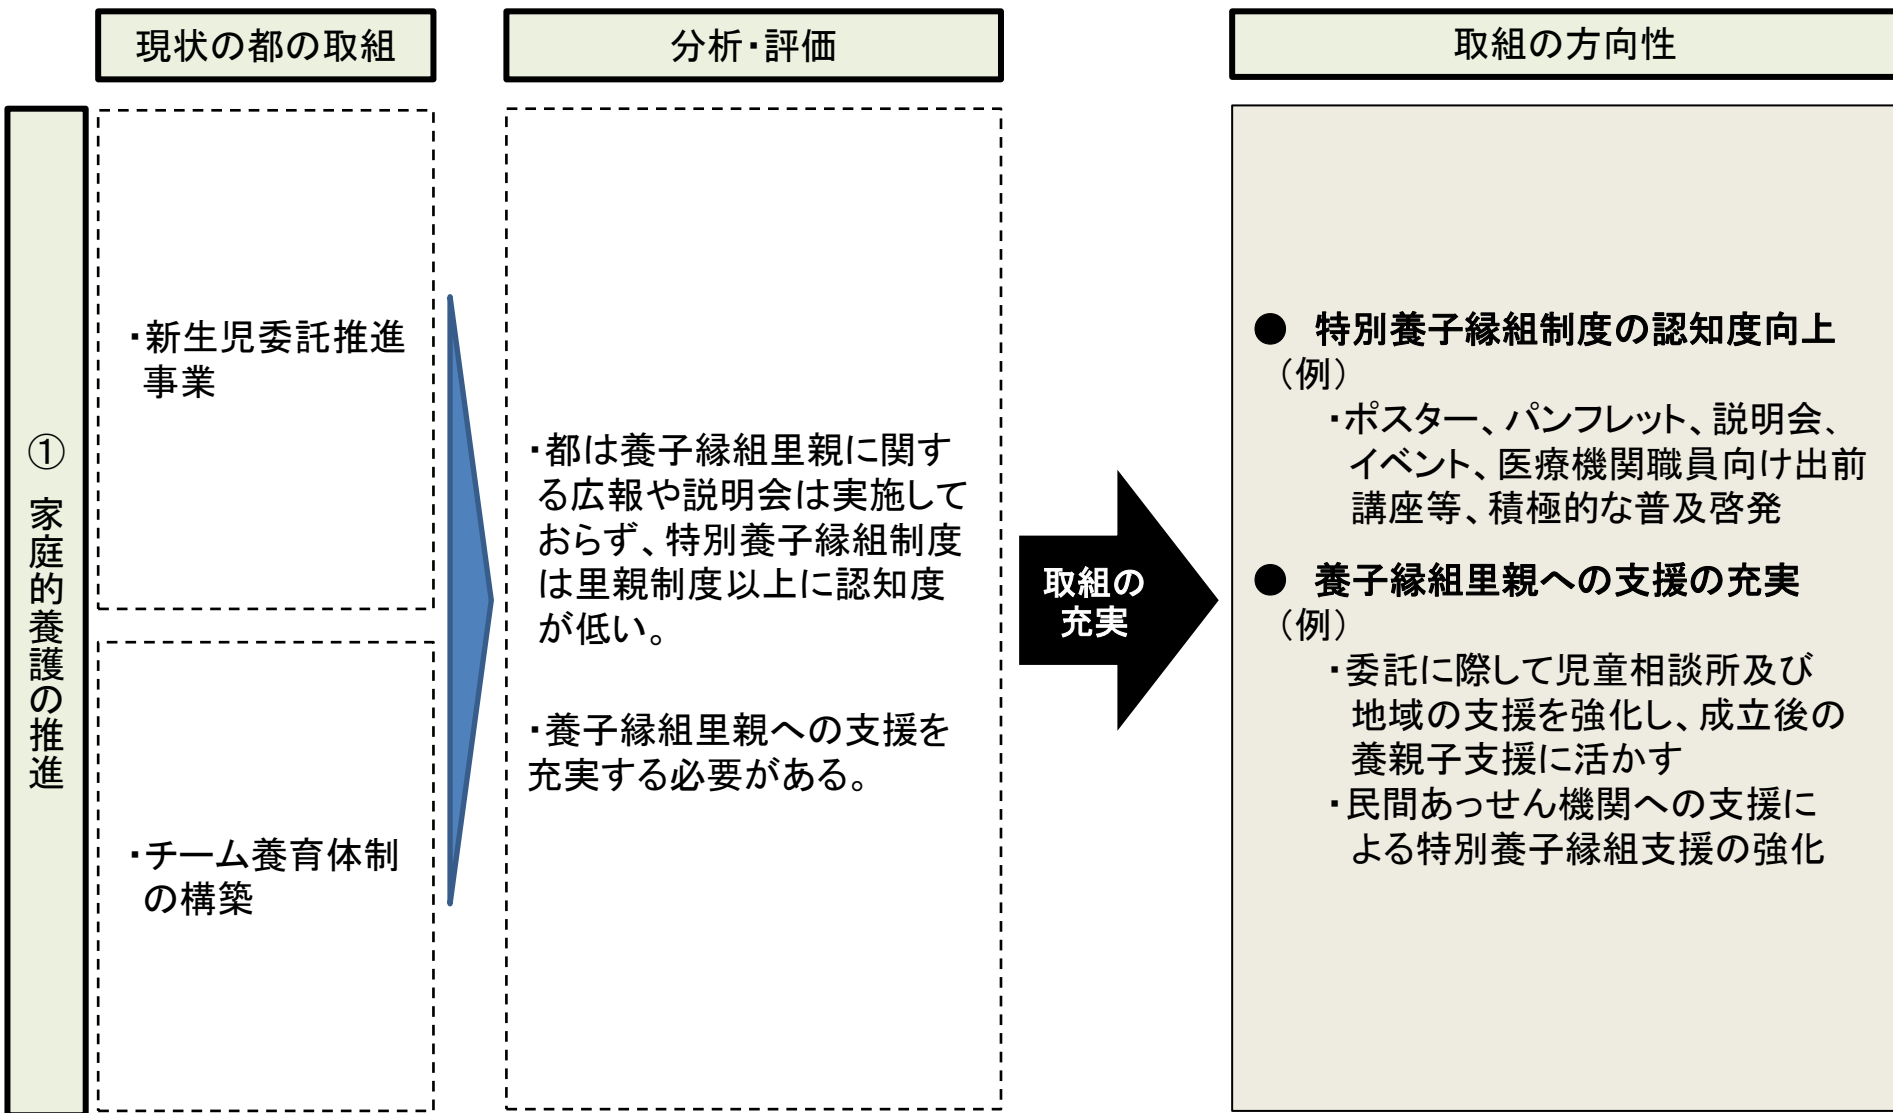 現状の都の取組
分析・評価
取組の方向性
① 家庭的養護の推進
・新生児委託推進
事業
・チーム養育体制
の構築
・都は養子縁組里親に関す
る広報や説明会は実施して
おらず、特別養子縁組制度
は里親制度以上に認知度
が低い。
・養子縁組里親への支援を
充実する必要がある。
取組の
充実
● 特別養子縁組制度の認知度向上
（例）
・ポスター、パンフレット、説明会、
イベント、医療機関職員向け出前
講座等、積極的な普及啓発
● 養子縁組里親への支援の充実
（例）
・委託に際して児童相談所及び
地域の支援を強化し、成立後の
養親子支援に活かす
・民間あっせん機関への支援に
よる特別養子縁組支援の強化